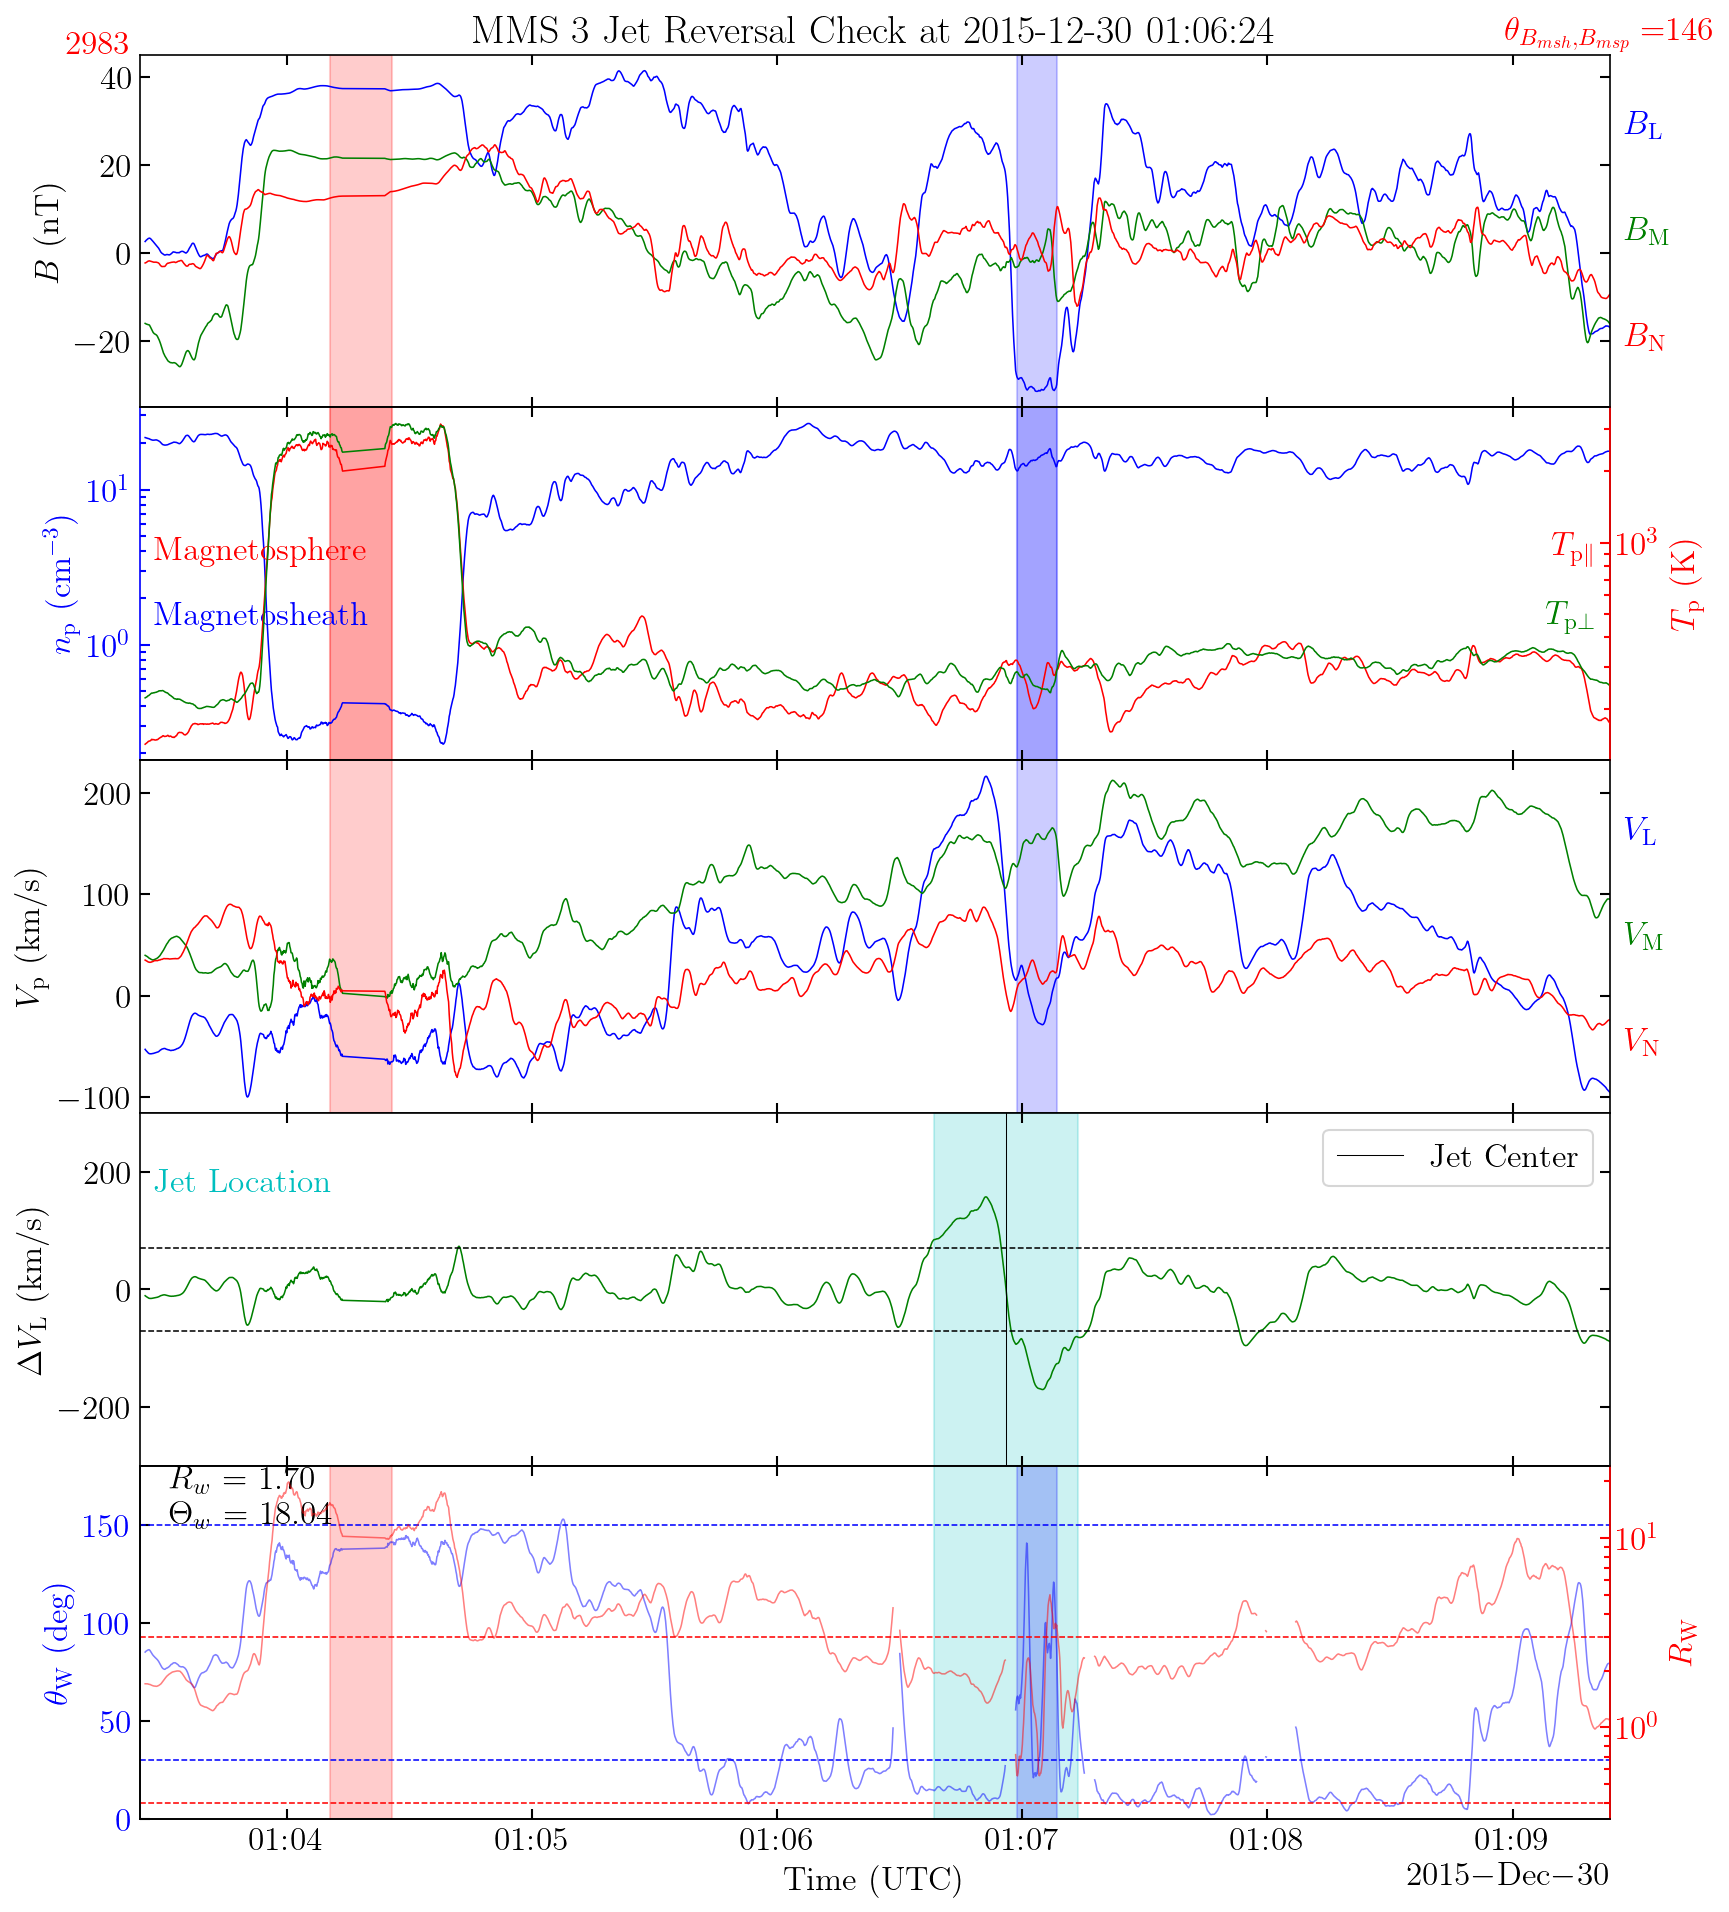 2983
MMS 3 Jet Reversal Check at 2015-12-30 01:06:24
θ_{B_{msh},B_{msp}} =146
40
20
0
−20
B (nT)
B_L
B_M
B_N
10^1
10^0
n_p (cm^{−3})
Magnetosphere
Magnetosheath
T_{p∥}
T_{p⊥}
10^3
T_p (K)
200
100
0
−100
V_p (km/s)
V_L
V_M
V_N
200
0
−200
ΔV_L (km/s)
Jet Location
Jet Center
R_w = 1.70
Θ_w = 18.04
150
100
50
0
θ_W (deg)
10^1
10^0
R_W
01:04 01:05 01:06 01:07 01:08 01:09
Time (UTC)
2015−Dec−30